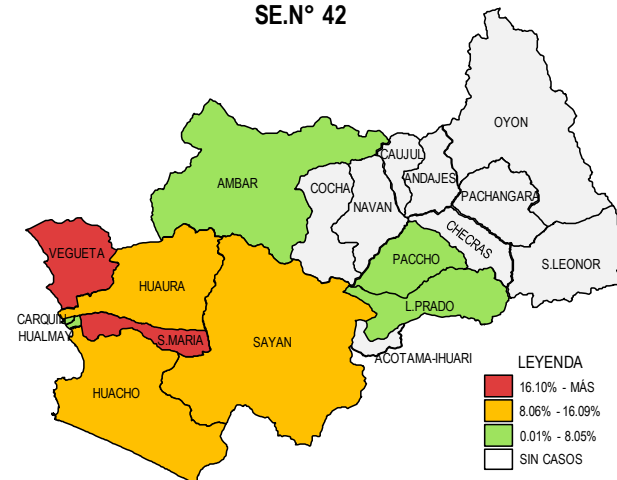 SE.N° 42
OYON
CAUJUL
ANDAJES
AMBAR
COCHA
PACHANGARA
NAVAN
CHECRAS
VEGUETA
PACCHO
S.LEONOR
HUAURA
L.PRADO
CARQUIN
HUALMAY
S.MARIA
SAYAN
ACOTAMA-IHUARI
HUACHO
LEYENDA
16.10% - MÁS
8.06% - 16.09%
0.01% - 8.05%
SIN CASOS